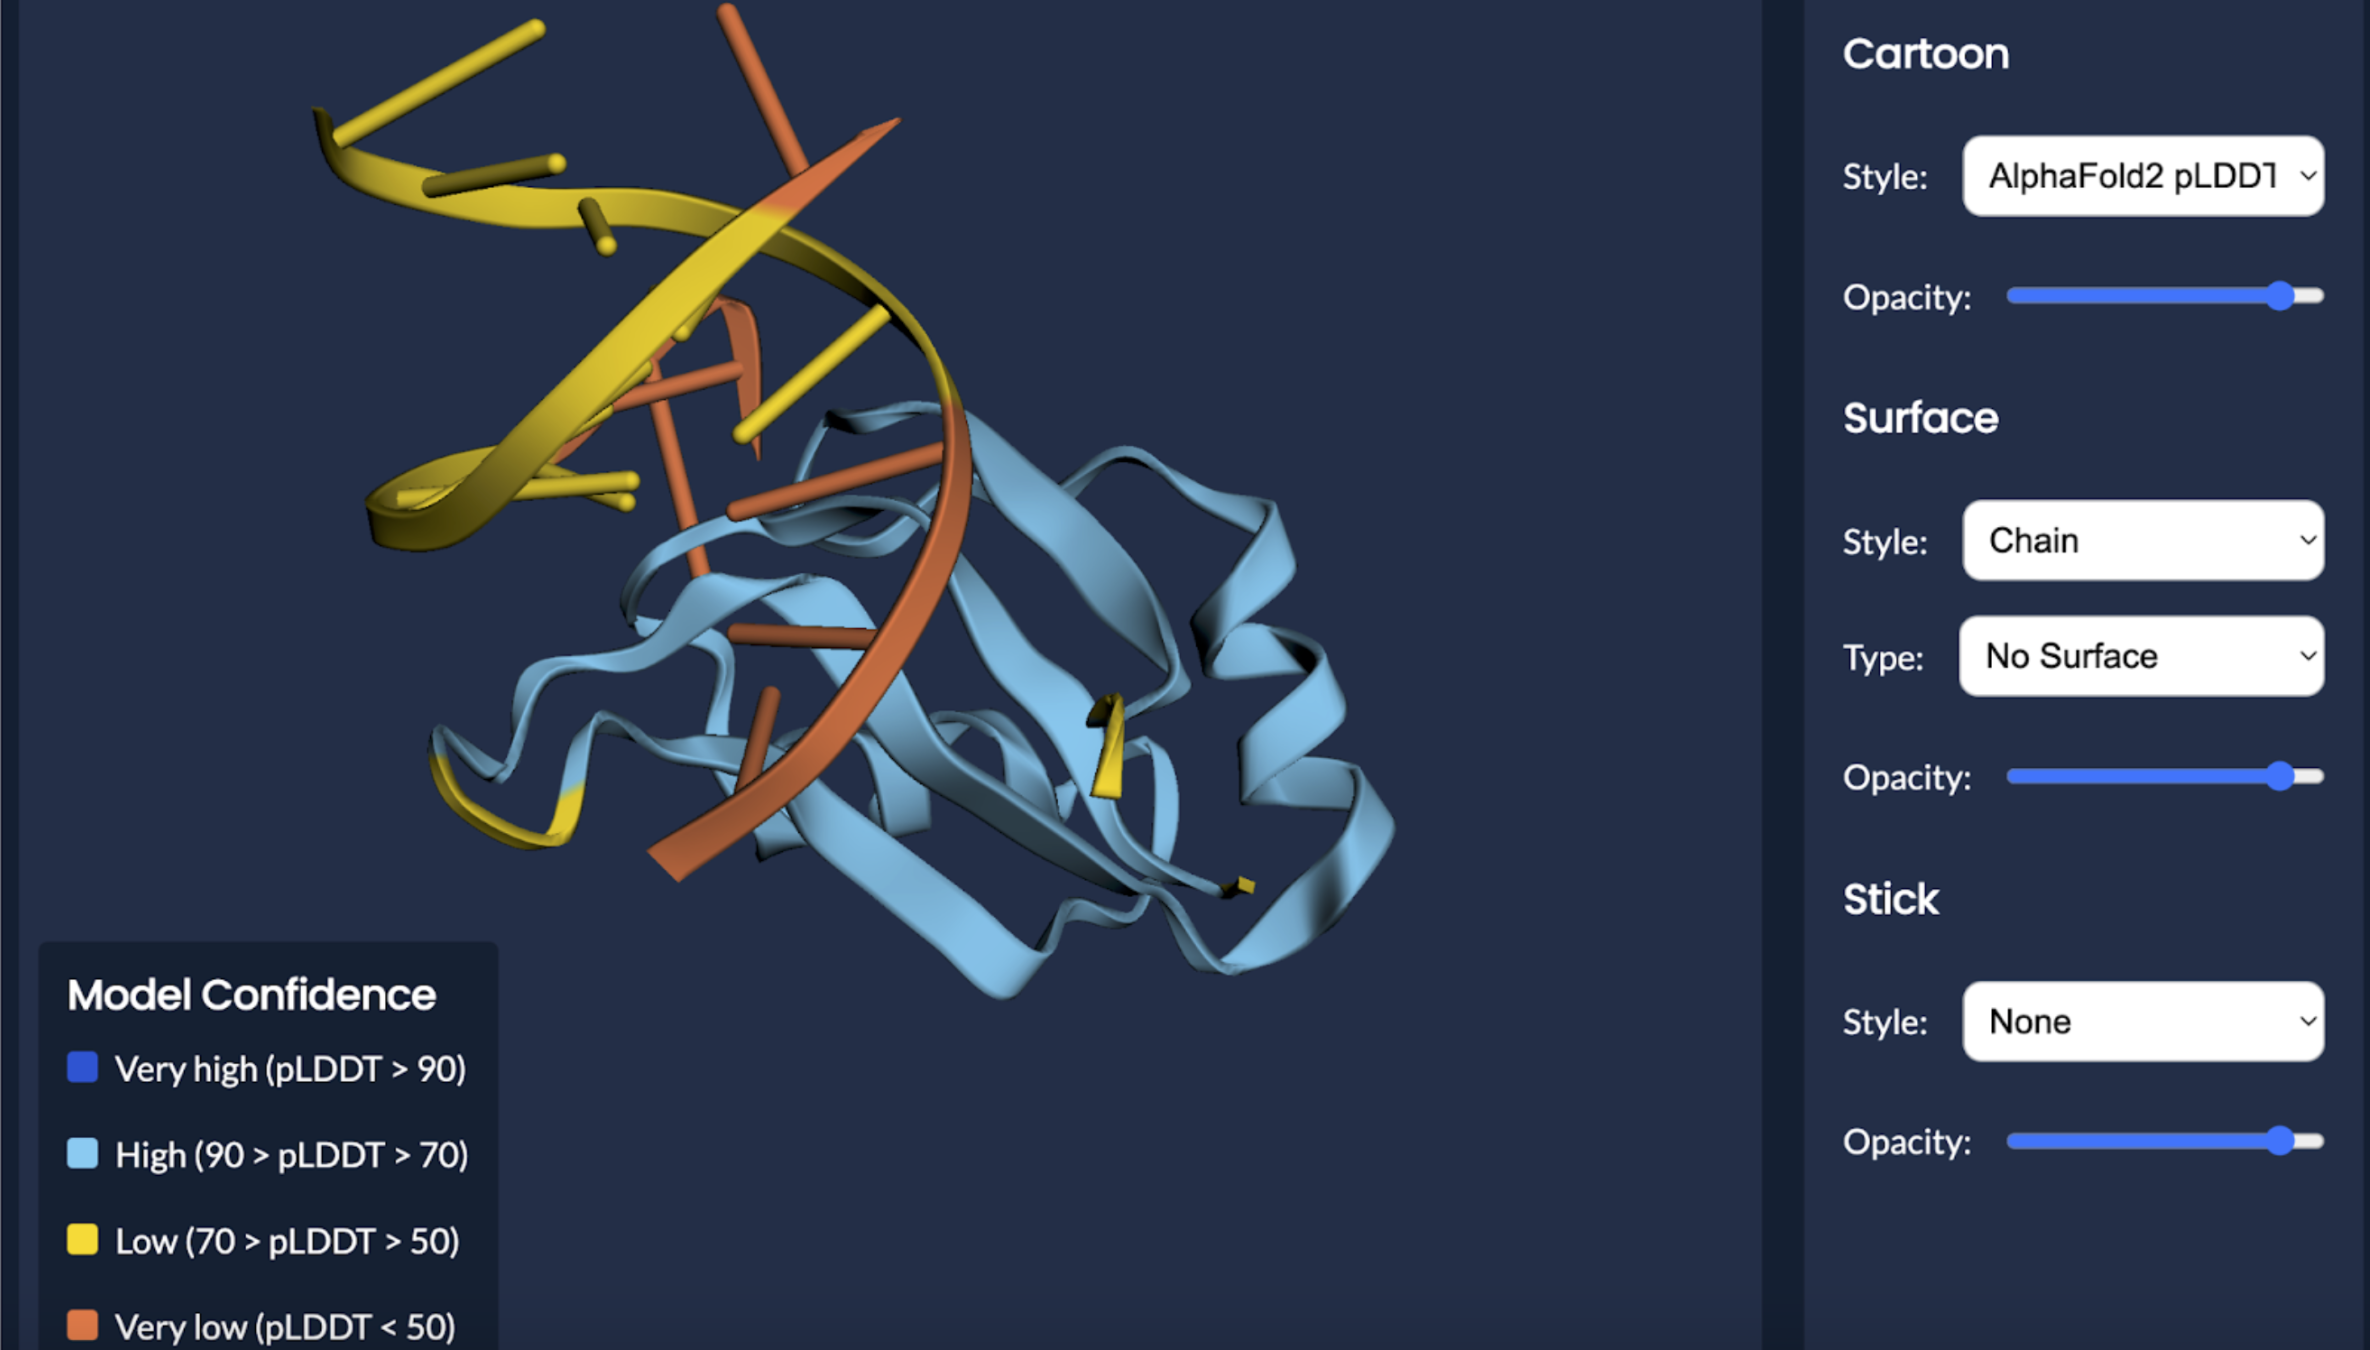 Cartoon
Style: AlphaFold2 pLDDT
Opacity:
Surface
Style: Chain
Type: No Surface
Opacity:
Stick
Style: None
Opacity:
Model Confidence
Very high (pLDDT > 90)
High (90 > pLDDT > 70)
Low (70 > pLDDT > 50)
Very low (pLDDT < 50)